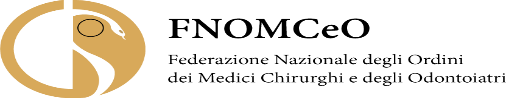 FNOMCeO
Federazione Nazionale degli Ordini
dei Medici Chirurghi e degli Odontoiatri